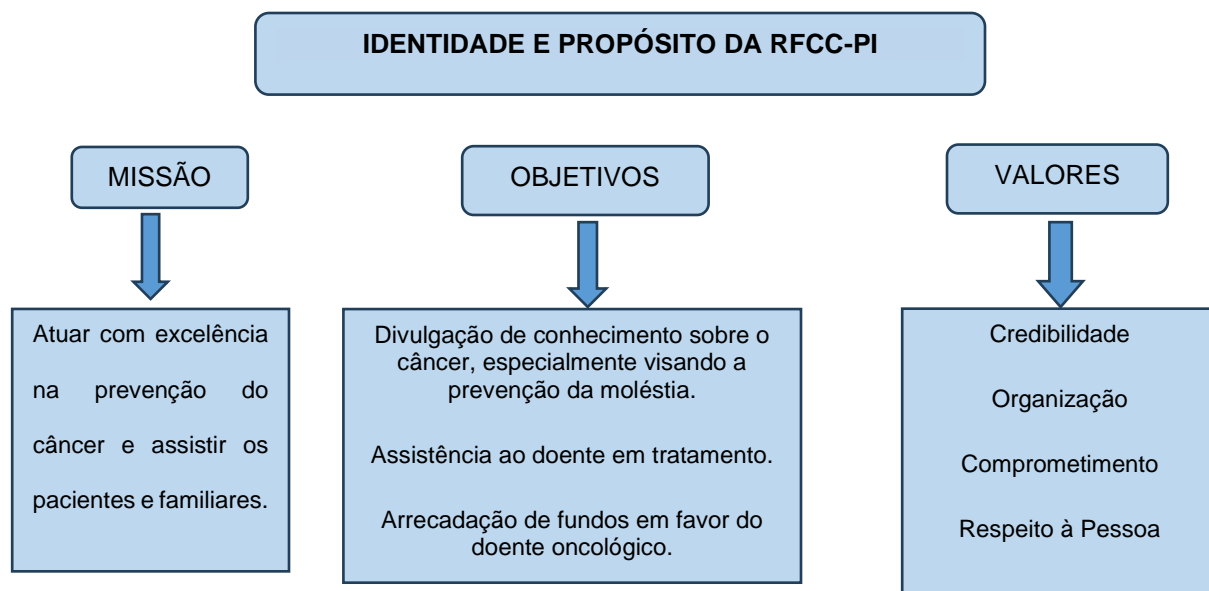 IDENTIDADE E PROPÓSITO DA RFCC-PI
MISSÃO
Atuar com excelência
na prevenção do
câncer e assistir os
pacientes e familiares.
OBJETIVOS
Divulgação de conhecimento sobre o
câncer, especialmente visando a
prevenção da moléstia.
Assistência ao doente em tratamento.
Arrecadação de fundos em favor do
doente oncológico.
VALORES
Credibilidade
Organização
Comprometimento
Respeito à Pessoa